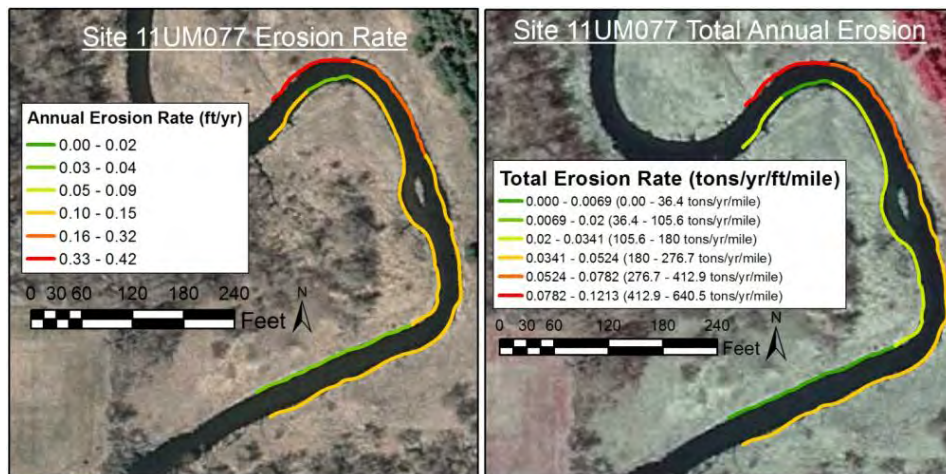 Site 11UM077 Erosion Rate
Annual Erosion Rate (ft/yr)
0.00 - 0.02
0.03 - 0.04
0.05 - 0.09
0.10 - 0.15
0.16 - 0.32
0.33 - 0.42
N
0 30 60 120 180 240
Feet
Site 11UM077 Total Annual Erosion
Total Erosion Rate (tons/yr/ft/mile)
0.000 - 0.0069 (0.00 - 36.4 tons/yr/mile)
0.0069 - 0.02 (36.4 - 105.6 tons/yr/mile)
0.02 - 0.0341 (105.6 - 180 tons/yr/mile)
0.0341 - 0.0524 (180 - 276.7 tons/yr/mile)
0.0524 - 0.0782 (276.7 - 412.9 tons/yr/mile)
0.0782 - 0.1213 (412.9 - 640.5 tons/yr/mile)
N
0 30 60 120 180 240
Feet